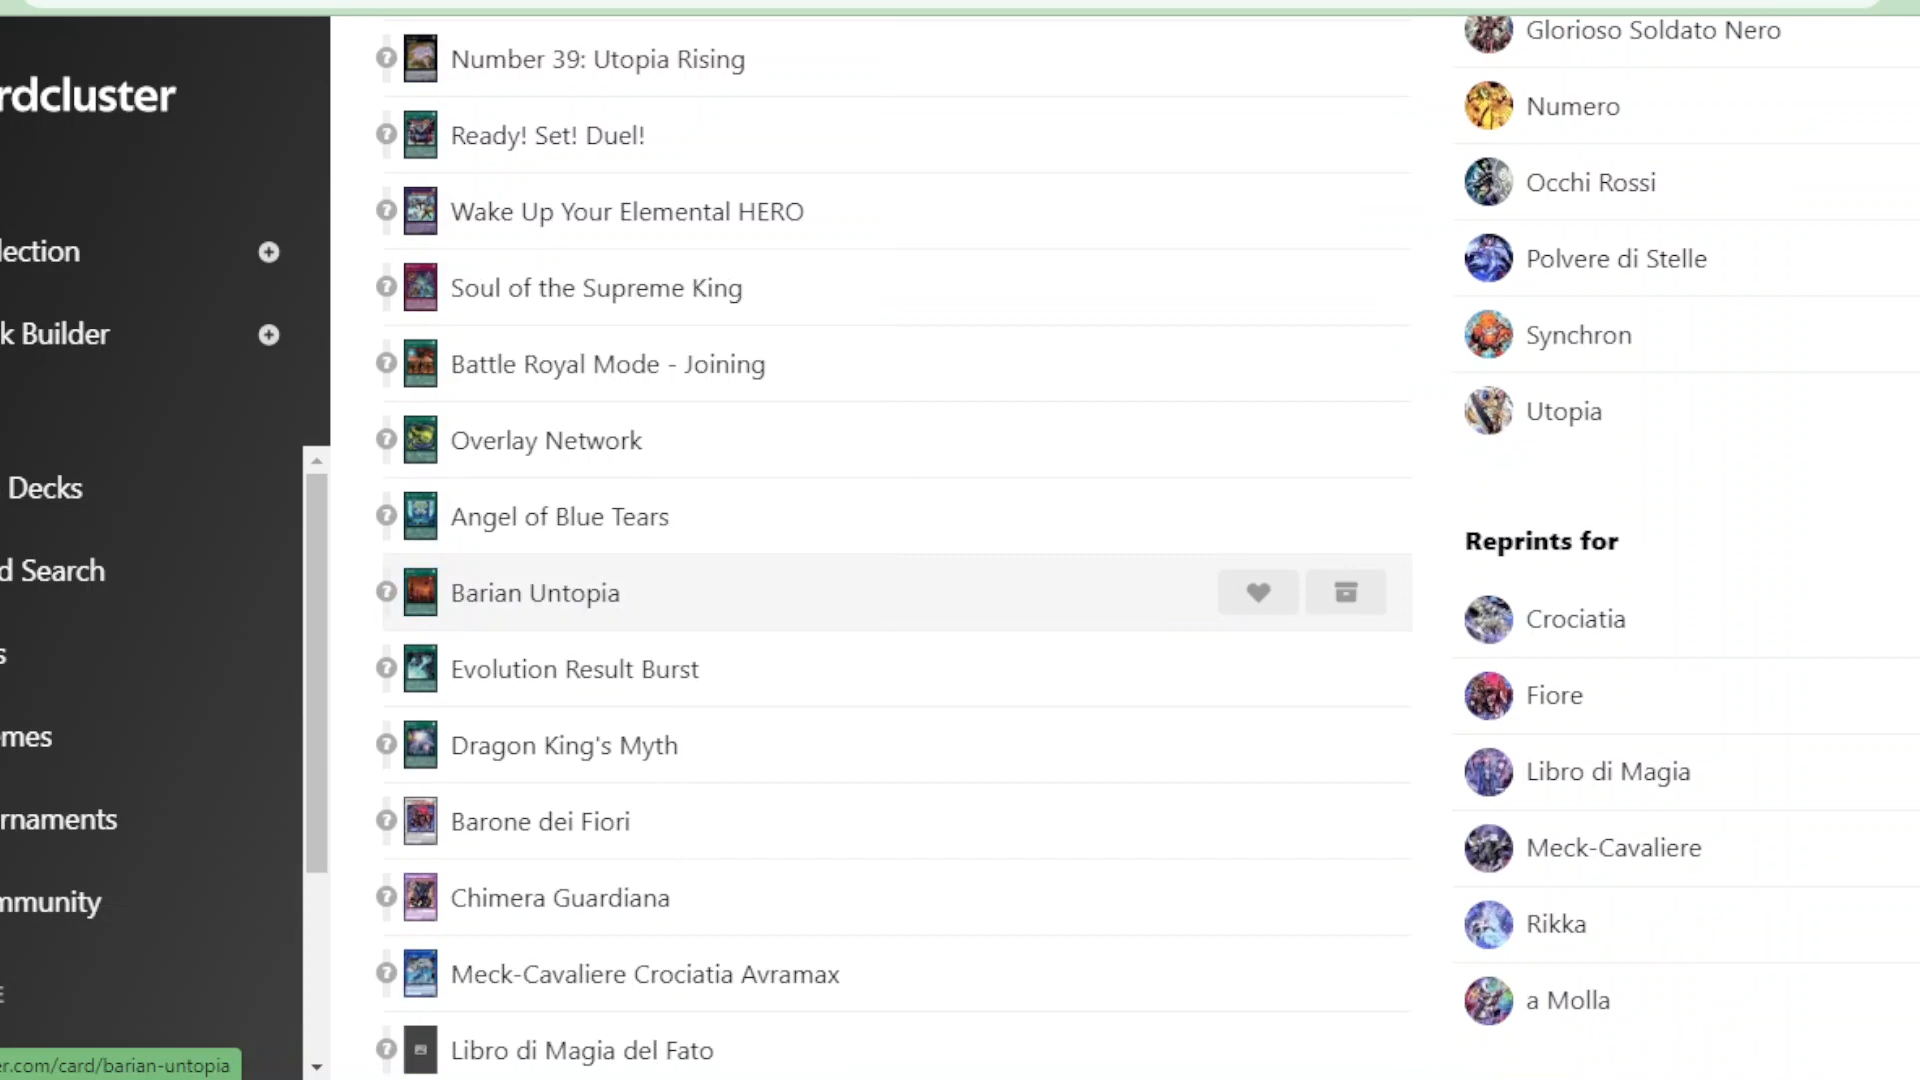 rdcluster
lection
k Builder
Decks
d Search
s
emes
rnaments
mmunity
E
er.com/card/barian-untopia
Number 39: Utopia Rising
Ready! Set! Duel!
Wake Up Your Elemental HERO
Soul of the Supreme King
Battle Royal Mode - Joining
Overlay Network
Angel of Blue Tears
Barian Untopia
Evolution Result Burst
Dragon King's Myth
Barone dei Fiori
Chimera Guardiana
Meck-Cavaliere Crociatia Avramax
Libro di Magia del Fato
Glorioso Soldato Nero
Numero
Occhi Rossi
Polvere di Stelle
Synchron
Utopia
Reprints for
Crociatia
Fiore
Libro di Magia
Meck-Cavaliere
Rikka
a Molla